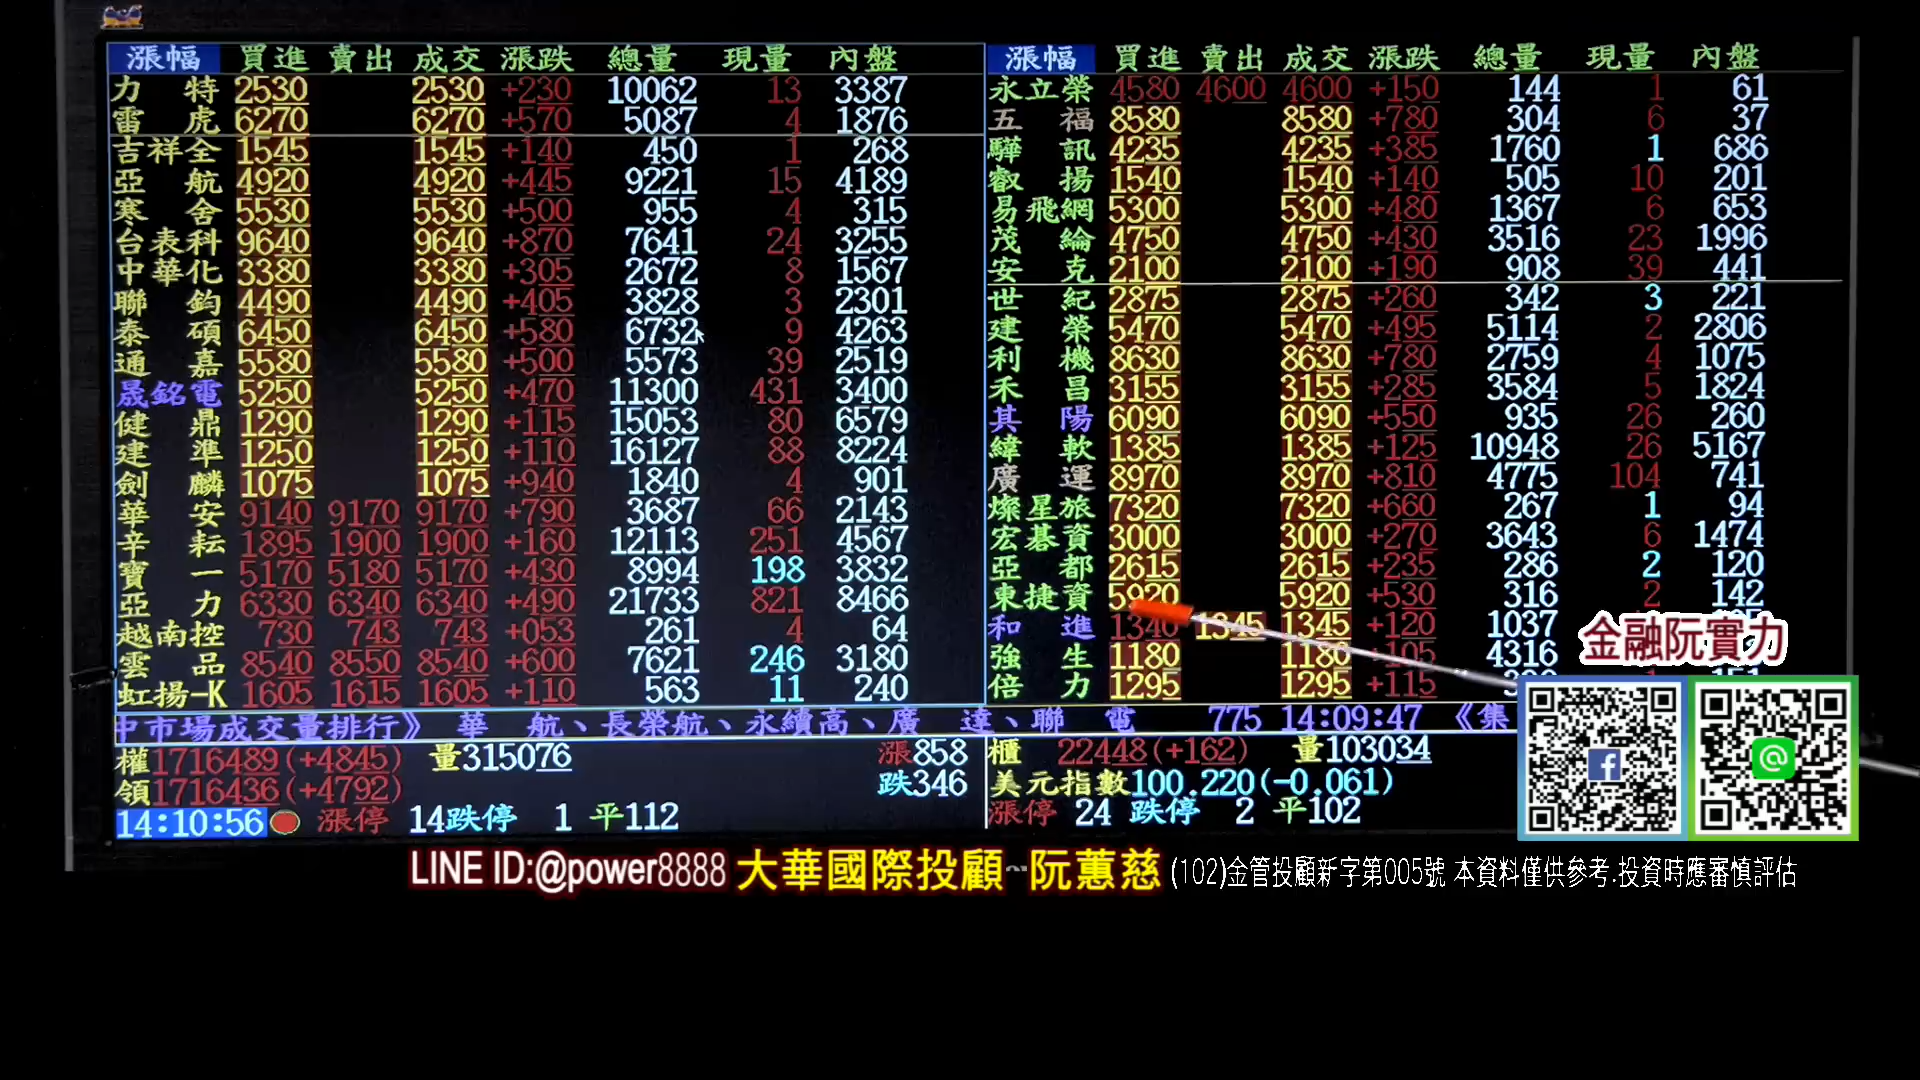 漲幅 買進 賣出 成交 漲跌 總量 現量 內盤
力特 2530 2530 +230 10062 13 3387
雷虎 6270 6270 +570 5087 4 1876
吉祥全 1545 1545 +140 450 1 268
亞航 4920 4920 +445 9221 15 4189
寒舍 5530 5530 +500 955 4 315
台表科 9640 9640 +870 7641 24 3255
中華化 3380 3380 +305 2672 8 1567
聯鈞 4490 4490 +405 3828 3 2301
泰碩 6450 6450 +580 6732 9 4263
通嘉 5580 5580 +500 5573 39 2519
晟銘電 5250 5250 +470 11300 431 3400
健鼎 1290 1290 +115 15053 80 6579
建準 1250 1250 +110 16127 88 8224
劍麟 1075 1075 +940 1840 4 901
華安 9140 9170 9170 +790 3687 66 2143
辛耘 1895 1900 1900 +160 12113 251 4567
寶一 5170 5180 5170 +430 8994 198 3832
亞力 6330 6340 6340 +490 21733 821 8466
越南控 730 743 743 +053 261 4 64
雲品 8540 8550 8540 +600 7621 246 3180
虹揚-K 1605 1615 1605 +110 563 11 240
漲幅 買進 賣出 成交 漲跌 總量 現量 內盤
永立榮 4580 4600 4600 +150 144 1 61
五福 8580 8580 +780 304 6 37
驊訊 4235 4235 +385 1760 1 686
叡揚 1540 1540 +140 505 10 201
易飛網 5300 5300 +480 1367 6 653
茂綸 4750 4750 +430 3516 23 1996
安克 2100 2100 +190 908 39 441
世紀 2875 2875 +260 342 3 221
建榮 5470 5470 +495 5114 2 2806
利機 8630 8630 +780 2759 4 1075
禾昌 3155 3155 +285 3584 5 1824
其陽 6090 6090 +550 935 26 260
緯軟 1385 1385 +125 10948 26 5167
廣運 8970 8970 +810 4775 104 741
燦星旅 7320 7320 +660 267 1 94
宏碁資 3000 3000 +270 3643 6 1474
亞都 2615 2615 +235 286 2 120
東捷資 5920 5920 +530 316 2 142
和進 1340 1345 1345 +120 1037
強生 1180 1180 +105 4316
倍力 1295 1295 +115
中市場成交量排行》 華 航、長榮航、永續高、廣 達、聯 電 775 14:09:47 《集
權1716489(+4845) 量315076 漲858
領1716436(+4792) 跌346
14:10:56 漲停 14跌停 1 平112
櫃 22448(+162) 量103034
美元指數100.220(-0.061)
漲停 24 跌停 2 平102
金融阮實力
LINE ID:@power8888 大華國際投顧~阮蕙慈 (102)金管投顧新字第005號 本資料僅供參考.投資時應審慎評估